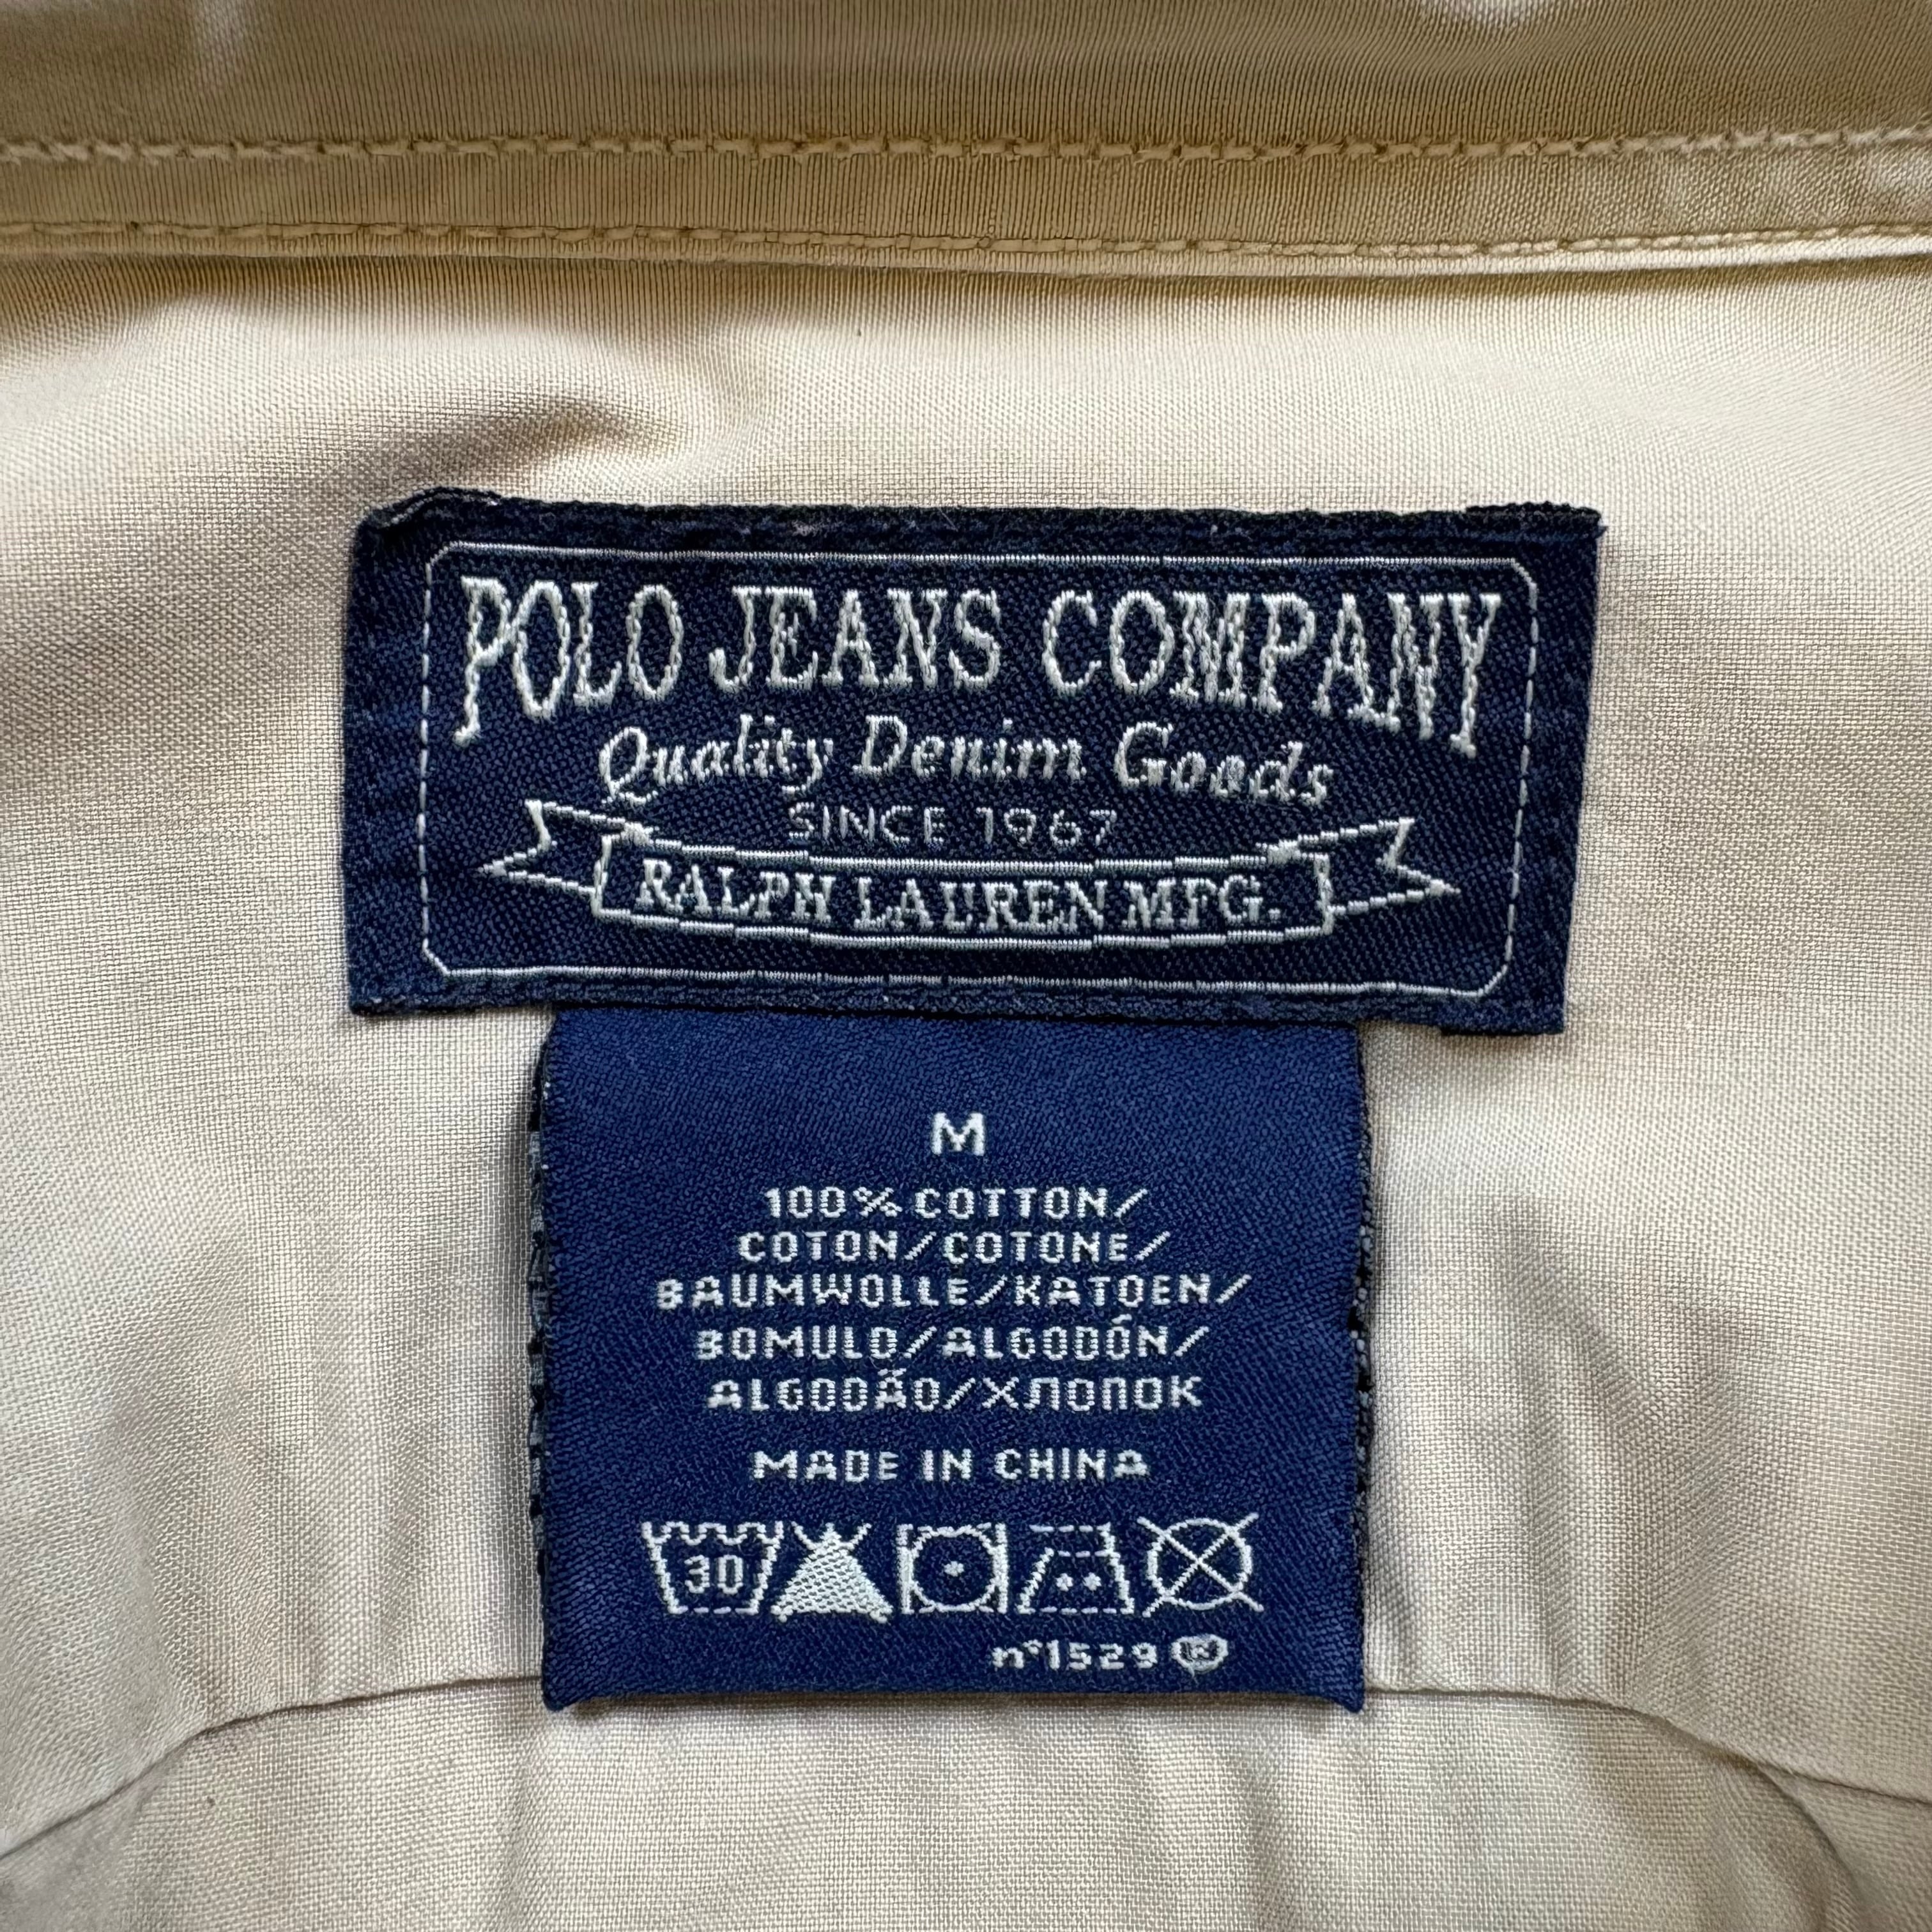 POLO JEANS COMPANY
Quality Denim Goods
SINCE 1967
RALPH LAUREN MFG.
M
100% COTTON/
COTON/COTONE/
BAUMWOLLE/KATOEN/
BOMULD/ALGODÓN/
ALGODÃO/ХЛОПОК
MADE IN CHINA
30
n°1529 ®